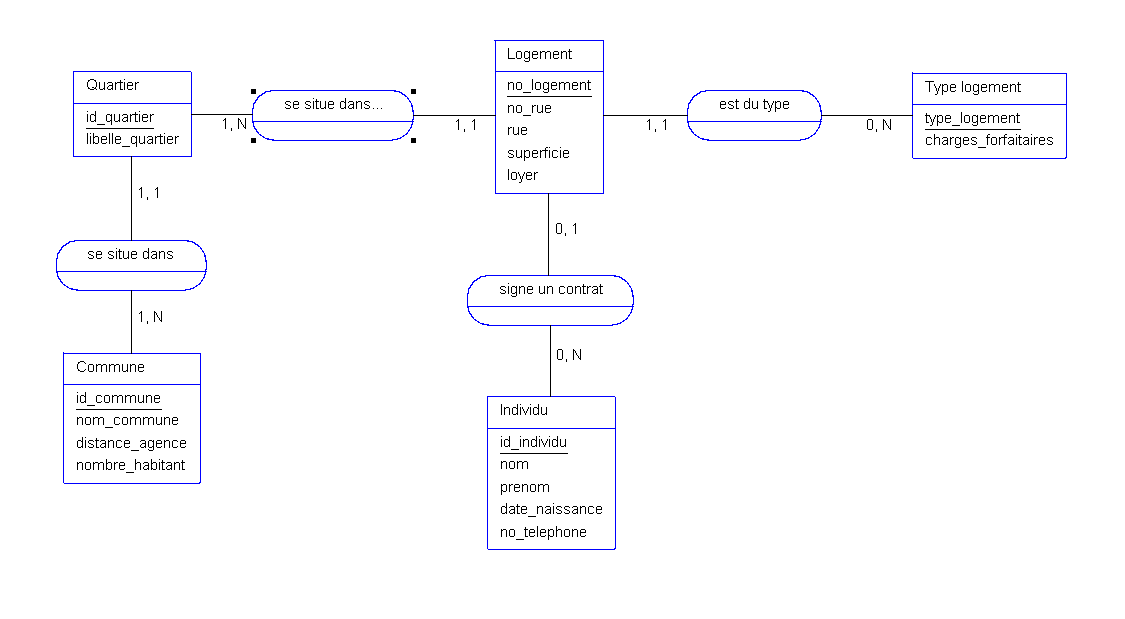 Quartier
id_quartier
libelle_quartier
1, N
se situe dans...
1, 1
Logement
no_logement
no_rue
rue
superficie
loyer
1, 1
est du type
0, N
Type logement
type_logement
charges_forfaitaires
1, 1
se situe dans
1, N
Commune
id_commune
nom_commune
distance_agence
nombre_habitant
0, 1
signe un contrat
0, N
Individu
id_individu
nom
prenom
date_naissance
no_telephone